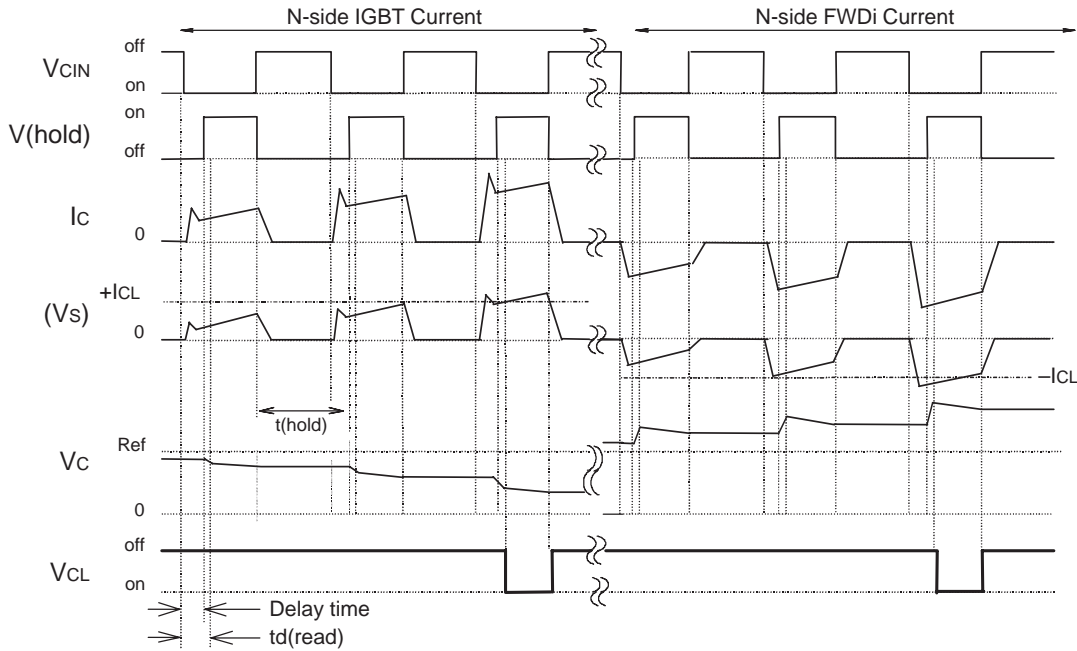 N-side IGBT Current
N-side FWDi Current
off
VCIN
on
on
V(hold)
off
IC
0
+ICL
(VS)
0
–ICL
t(hold)
Ref
VC
0
off
VCL
on
Delay time
td(read)